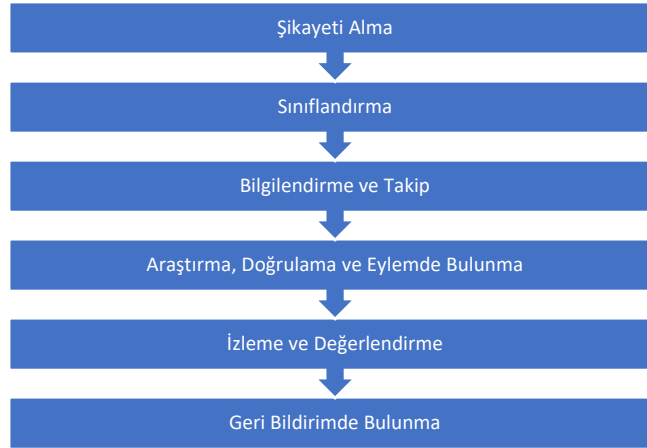 Şikayeti Alma
Sınıflandırma
Bilgilendirme ve Takip
Araştırma, Doğrulama ve Eylemde Bulunma
İzleme ve Değerlendirme
Geri Bildirimde Bulunma